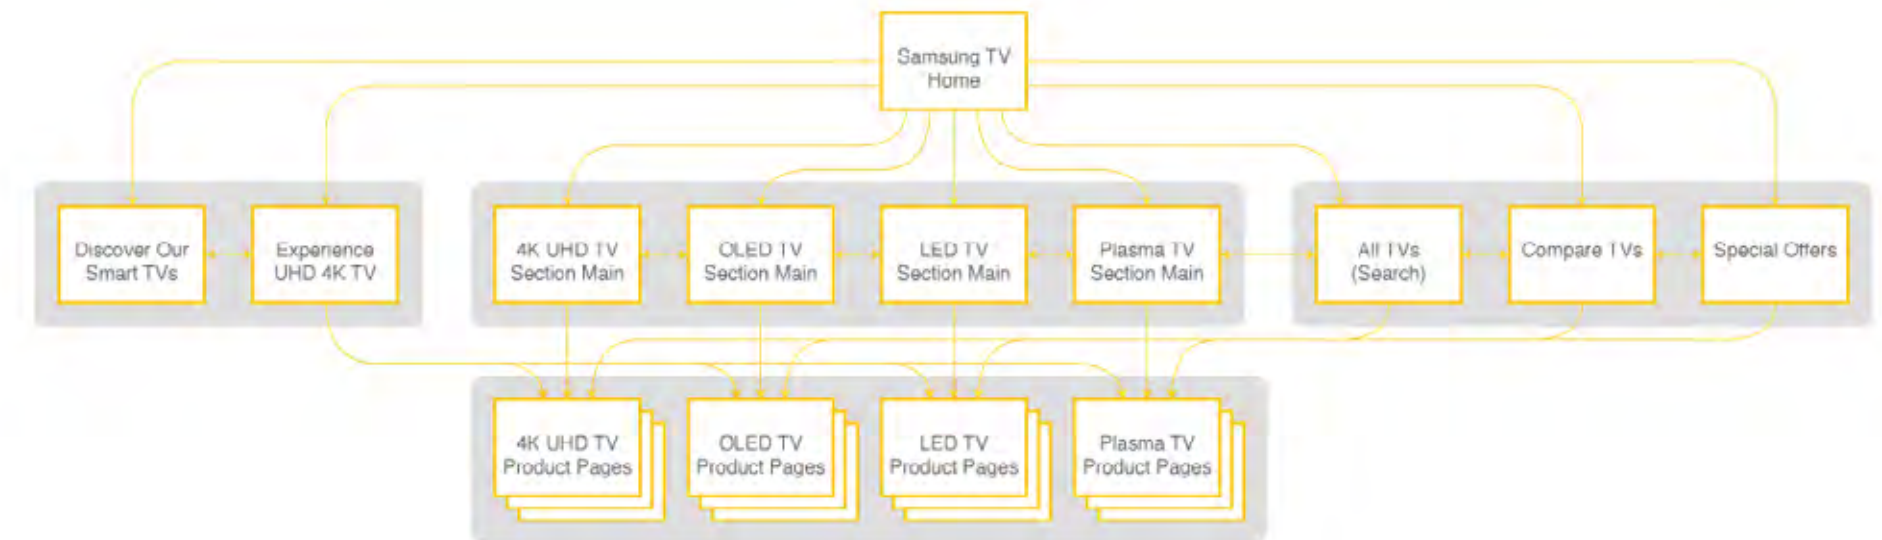 Samsung TV
Home
Discover Our
Smart TVs
Experience
UHD 4K TV
4K UHD TV
Section Main
OLED TV
Section Main
LED TV
Section Main
Plasma TV
Section Main
All TVs
(Search)
Compare TVs
Special Offers
4K UHD TV
Product Pages
OLED TV
Product Pages
LED TV
Product Pages
Plasma TV
Product Pages